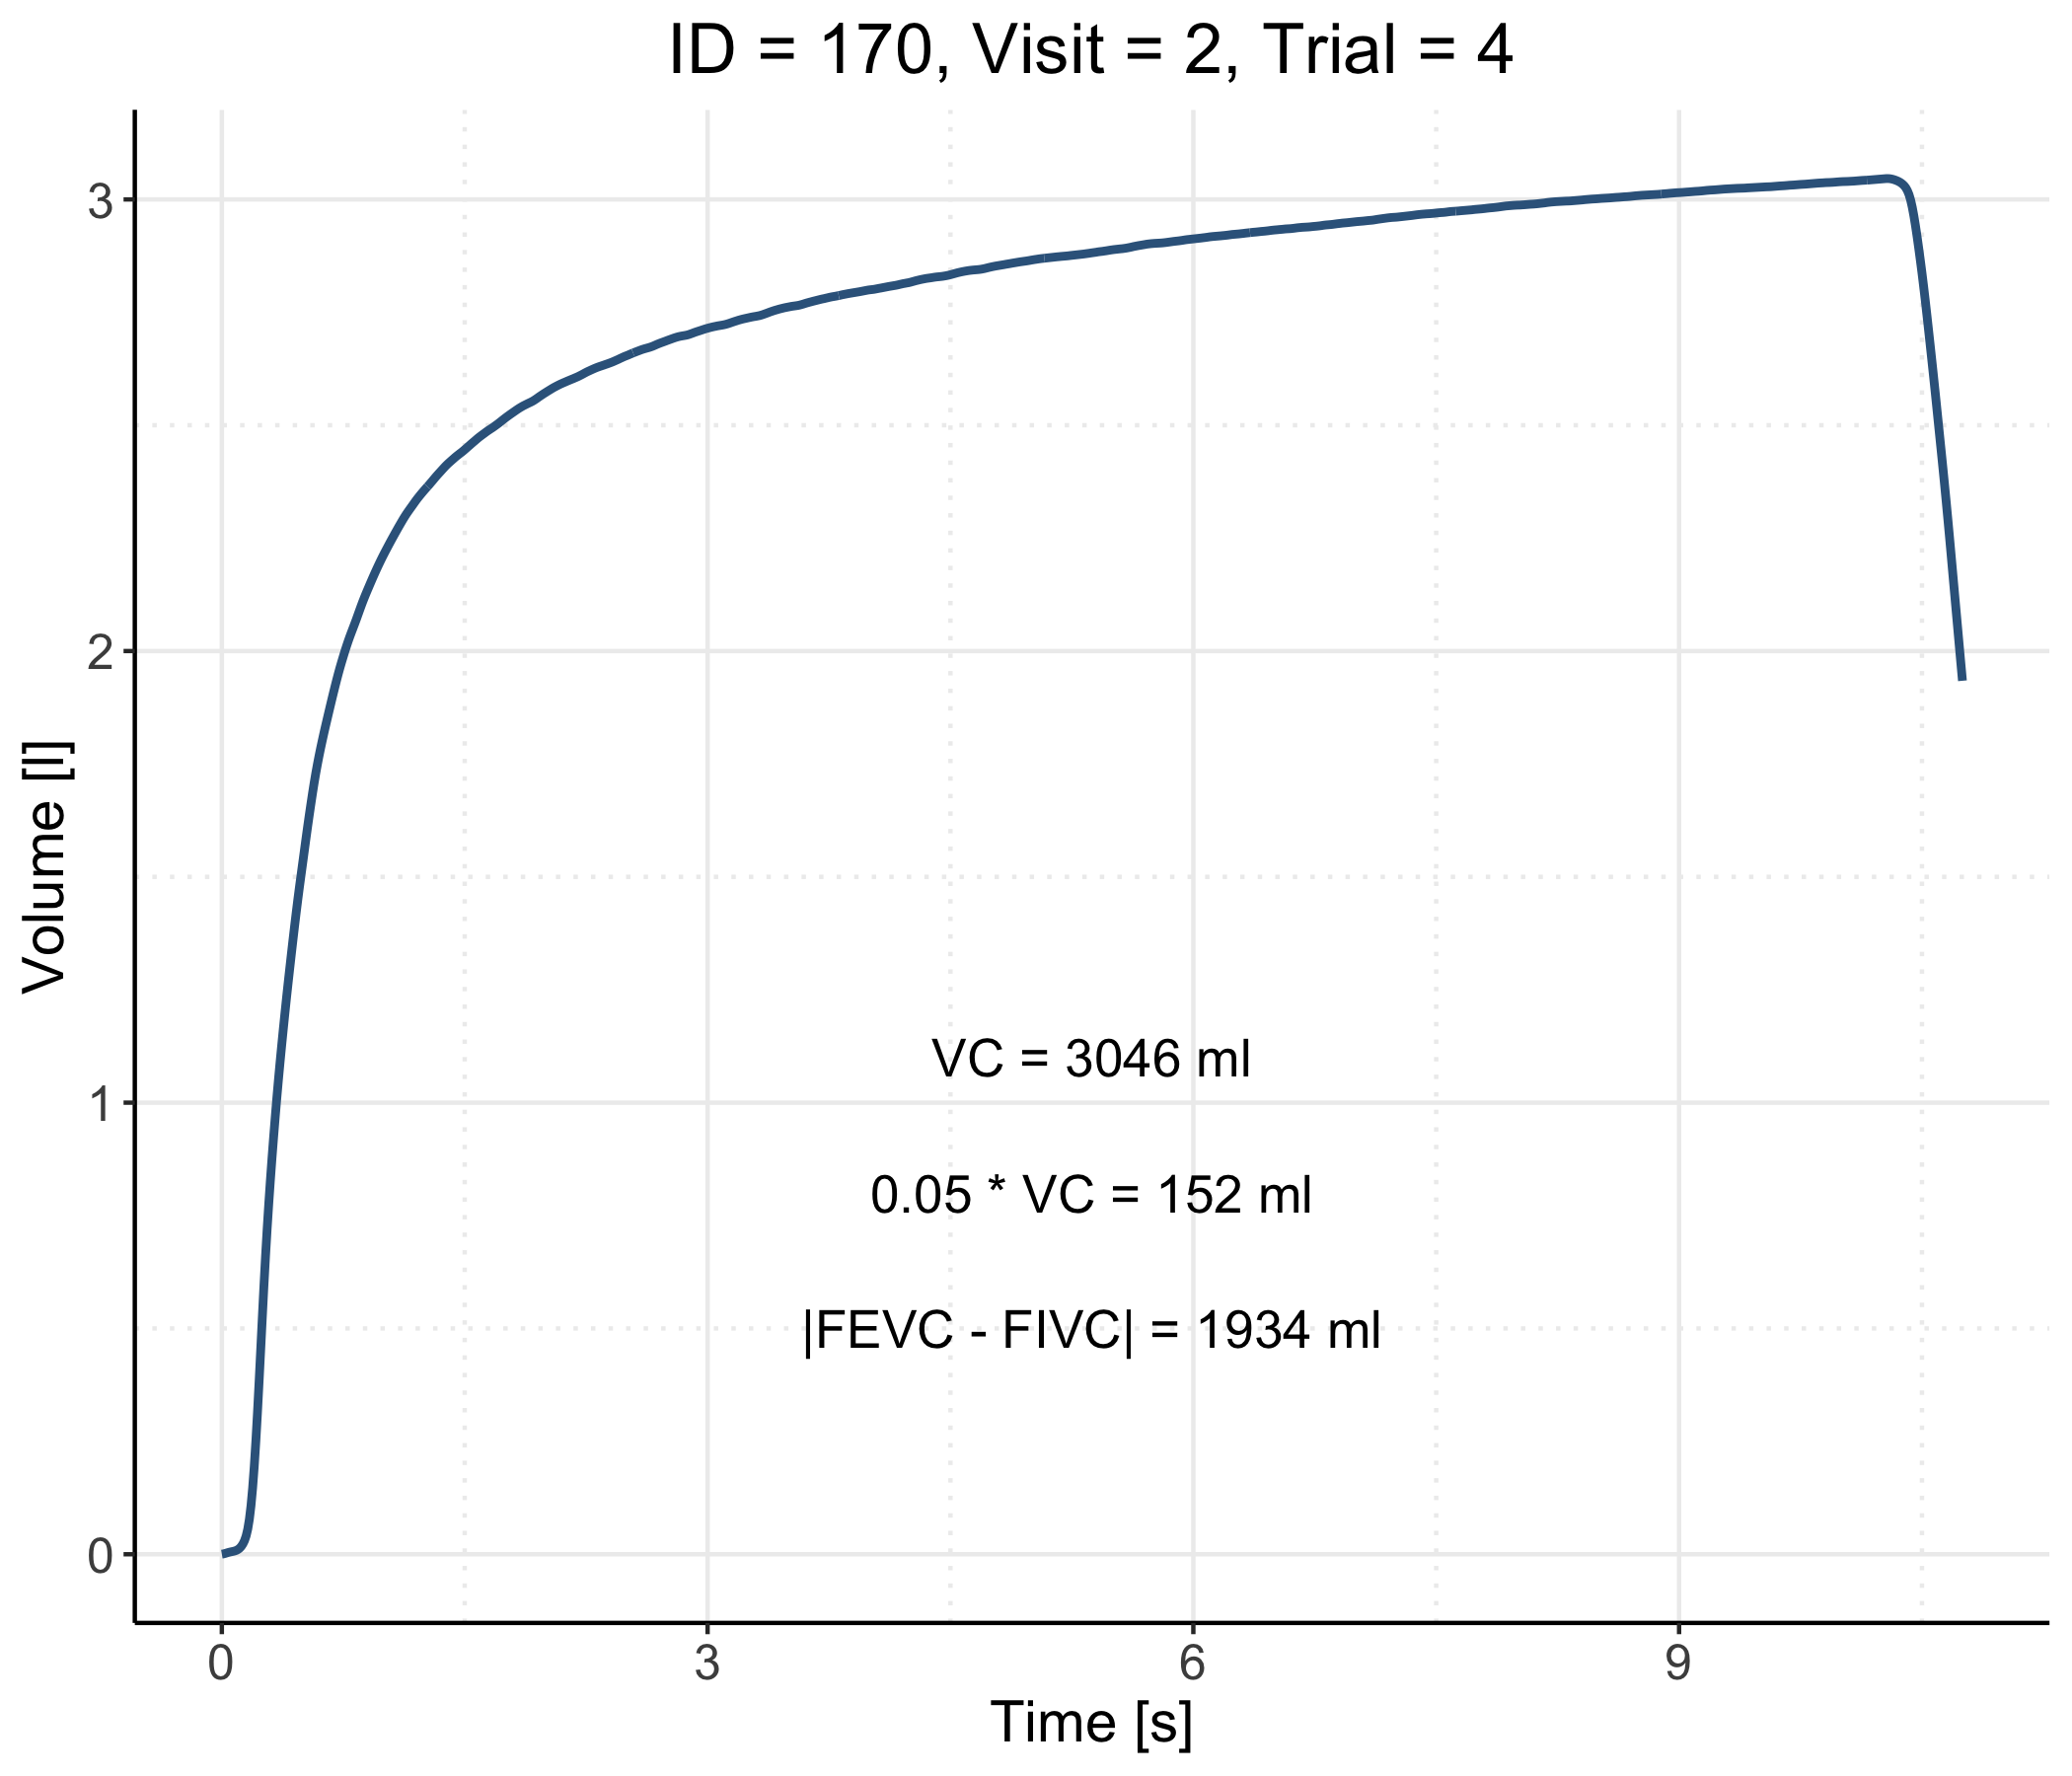 ID = 170, Visit = 2, Trial = 4
3
2
1
0
Volume [l]
VC = 3046 ml
0.05 * VC = 152 ml
|FEVC - FIVC| = 1934 ml
0 3 6 9
Time [s]